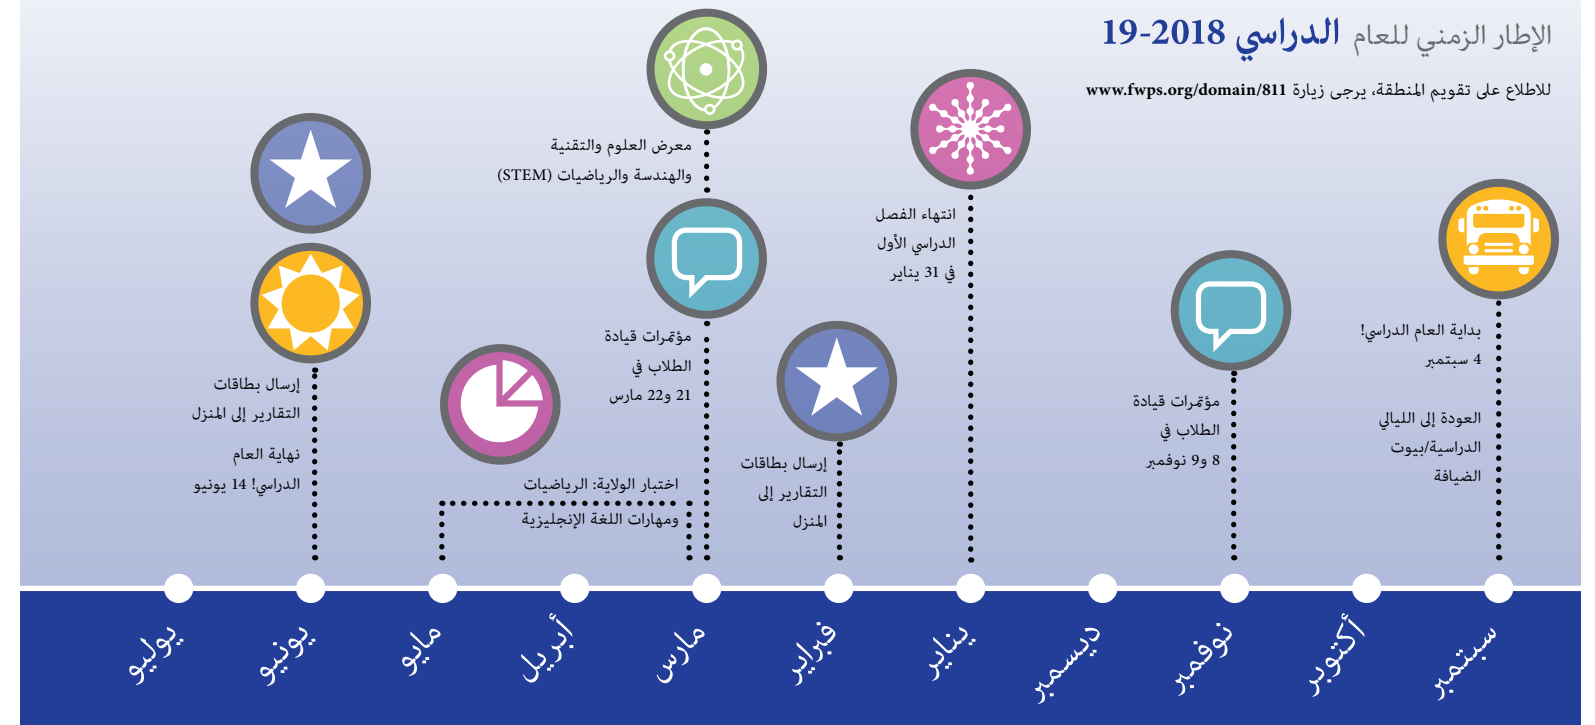 الإطار الزمني للعام الدراسي 2018-19
للاطلاع على تقويم المنطقة، يرجى زيارة www.fwps.org/domain/811
بداية العام الدراسي!
4 سبتمبر
العودة إلى الليالي
الدراسية/بيوت
الضيافة
مؤتمرات قيادة
الطلاب في
8 و9 نوفمبر
انتهاء الفصل
الدراسي الأول
في 31 يناير
إرسال بطاقات
التقارير إلى
المنزل
معرض العلوم والتقنية
والهندسة والرياضيات (STEM)
مؤتمرات قيادة
الطلاب في
21 و22 مارس
اختبار الولاية: الرياضيات
ومهارات اللغة الإنجليزية
إرسال بطاقات
التقارير إلى المنزل
نهاية العام
الدراسي! 14 يونيو
سبتمبر
أكتوبر
نوفمبر
ديسمبر
يناير
فبراير
مارس
أبريل
مايو
يونيو
يوليو